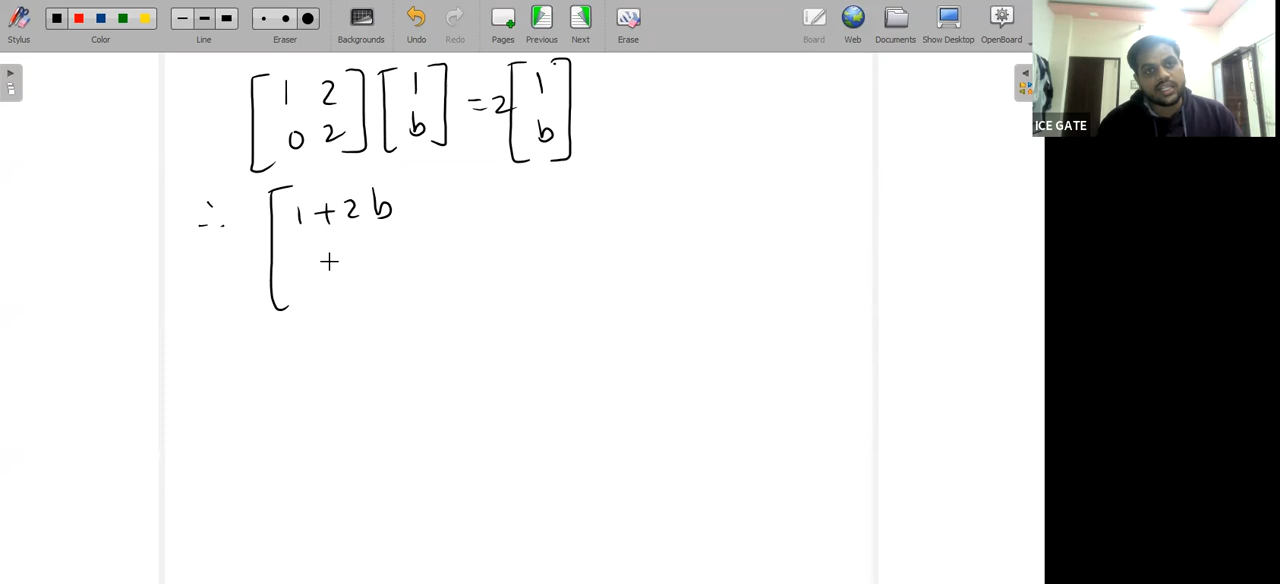 Stylus Color Line Eraser Backgrounds Undo Redo Pages Previous Next Erase Board Web Documents Show Desktop OpenBoard
[1 2
0 2] [1
b] = 2 [1
b]
∴ [1 + 2 b
+
ICE GATE